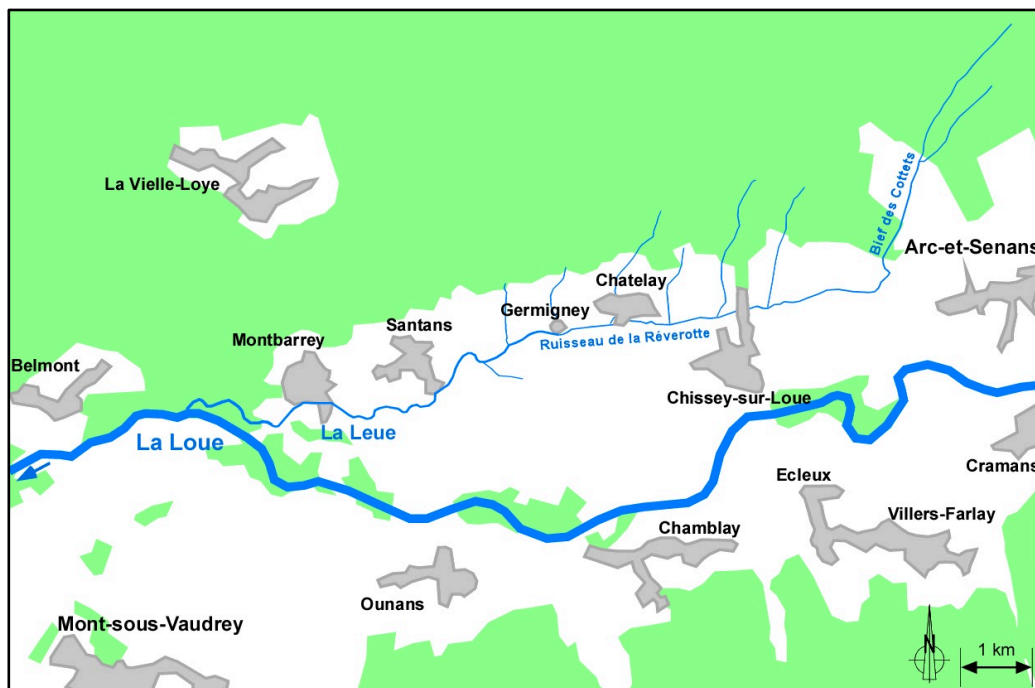 La Vielle-Loye
Bief des Cottets
Arc-et-Senans
Chatelay
Germigney
Santans
Montbarrey
Belmont
Ruisseau de la Réverotte
Chissey-sur-Loue
La Leue
La Loue
Cramans
Ecleux
Villers-Farlay
Chamblay
Ounans
Mont-sous-Vaudrey
N
1 km